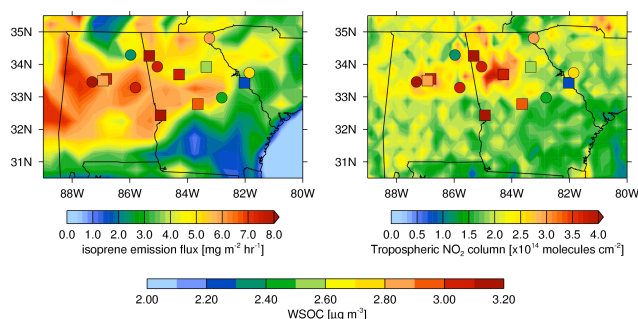 35N 35N
34N 34N
33N 33N
32N 32N
31N 31N
88W 86W 84W 82W 80W 88W 86W 84W 82W 80W
0.0 1.0 2.0 3.0 4.0 5.0 6.0 7.0 8.0 0.0 0.5 1.0 1.5 2.0 2.5 3.0 3.5 4.0
isoprene emission flux [mg m⁻² hr⁻¹] Tropospheric NO₂ column [x10¹⁴ molecules cm⁻²]
2.00 2.20 2.40 2.60 2.80 3.00 3.20
WSOC [µg m⁻³]